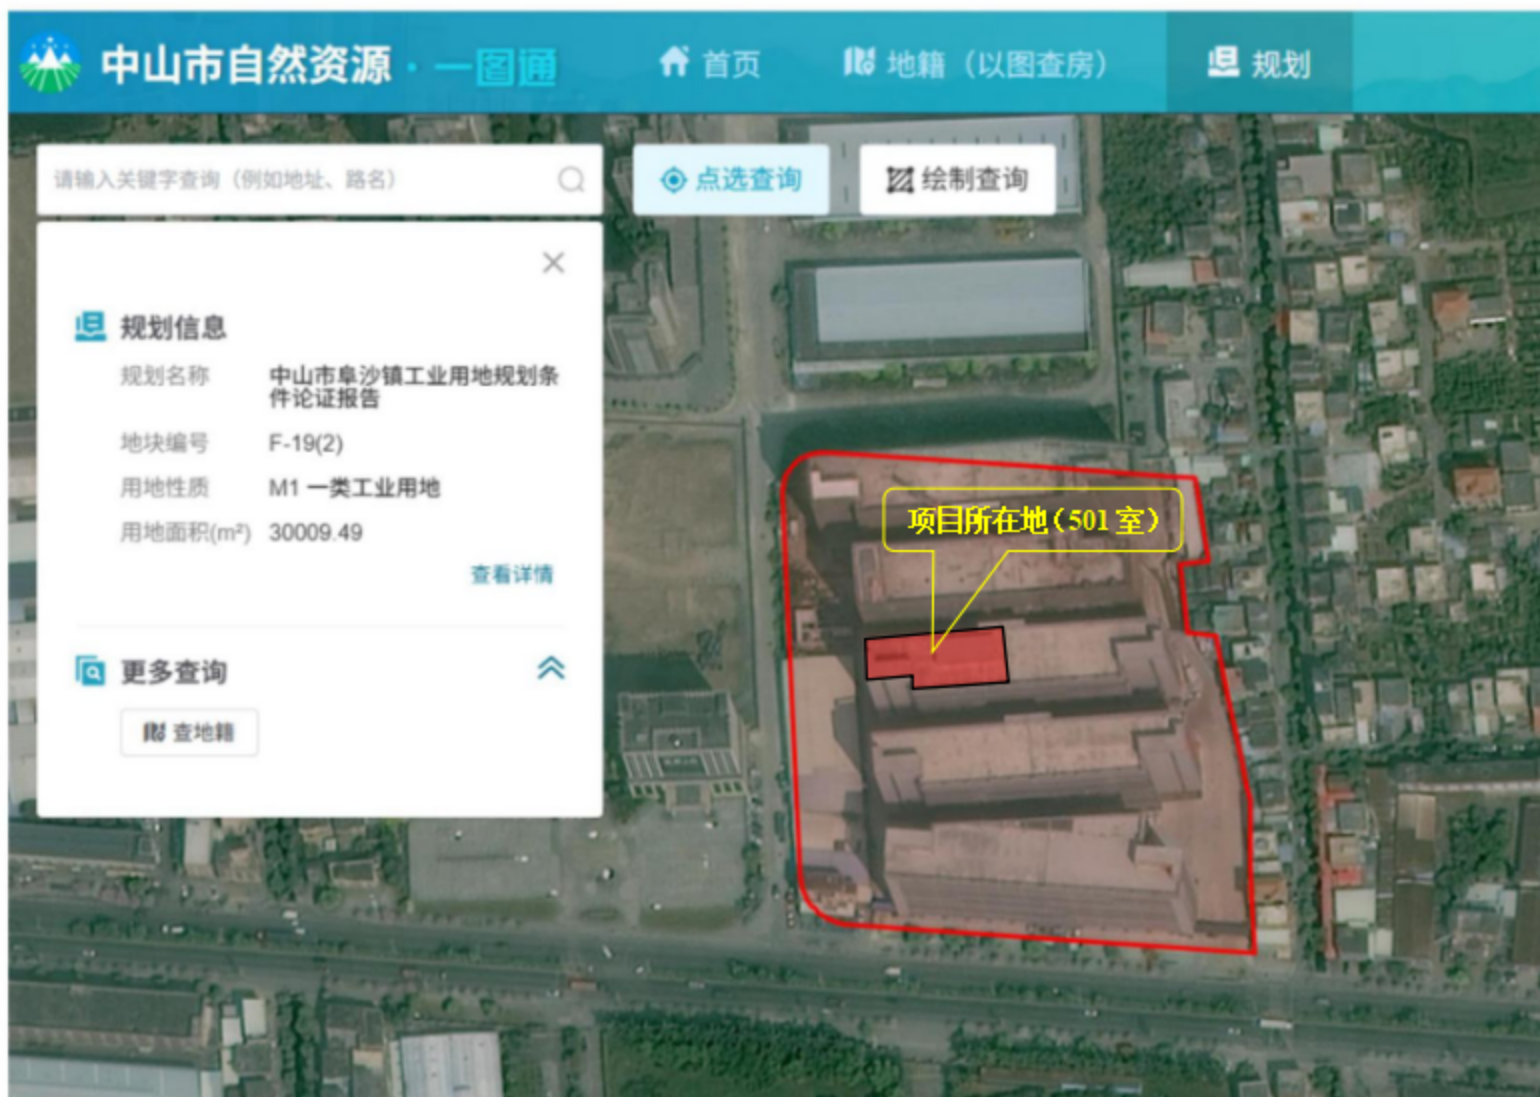 中山市自然资源·一图通
首页
地籍（以图查房）
规划
请输入关键字查询（例如地址、路名）
点选查询
绘制查询
规划信息
规划名称 中山市阜沙镇工业用地规划条
件论证报告
地块编号 F-19(2)
用地性质 M1 一类工业用地
用地面积(m²) 30009.49
查看详情
更多查询
查地籍
项目所在地（501 室）